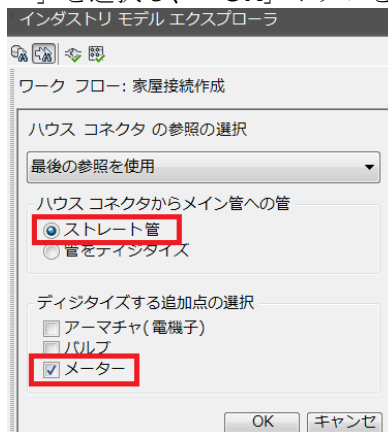 インダストリ モデル エクスプローラ
ワーク フロー: 家屋接続作成
ハウス コネクタ の参照の選択
最後の参照を使用
ハウス コネクタからメイン管への管
ストレート管
管をディジタイズ
ディジタイズする追加点の選択
アーマチャ(電機子)
バルブ
メーター
OK
キャンセ